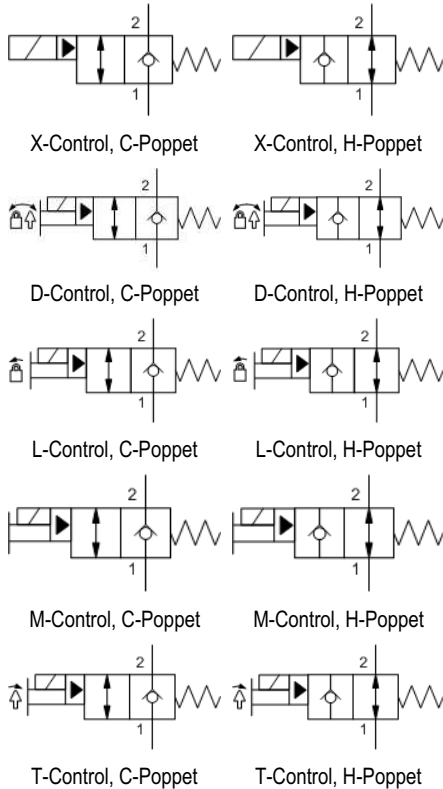 2 2
1 1
X-Control, C-Poppet X-Control, H-Poppet
2 2
1 1
D-Control, C-Poppet D-Control, H-Poppet
2 2
1 1
L-Control, C-Poppet L-Control, H-Poppet
2 2
1 1
M-Control, C-Poppet M-Control, H-Poppet
2 2
1 1
T-Control, C-Poppet T-Control, H-Poppet